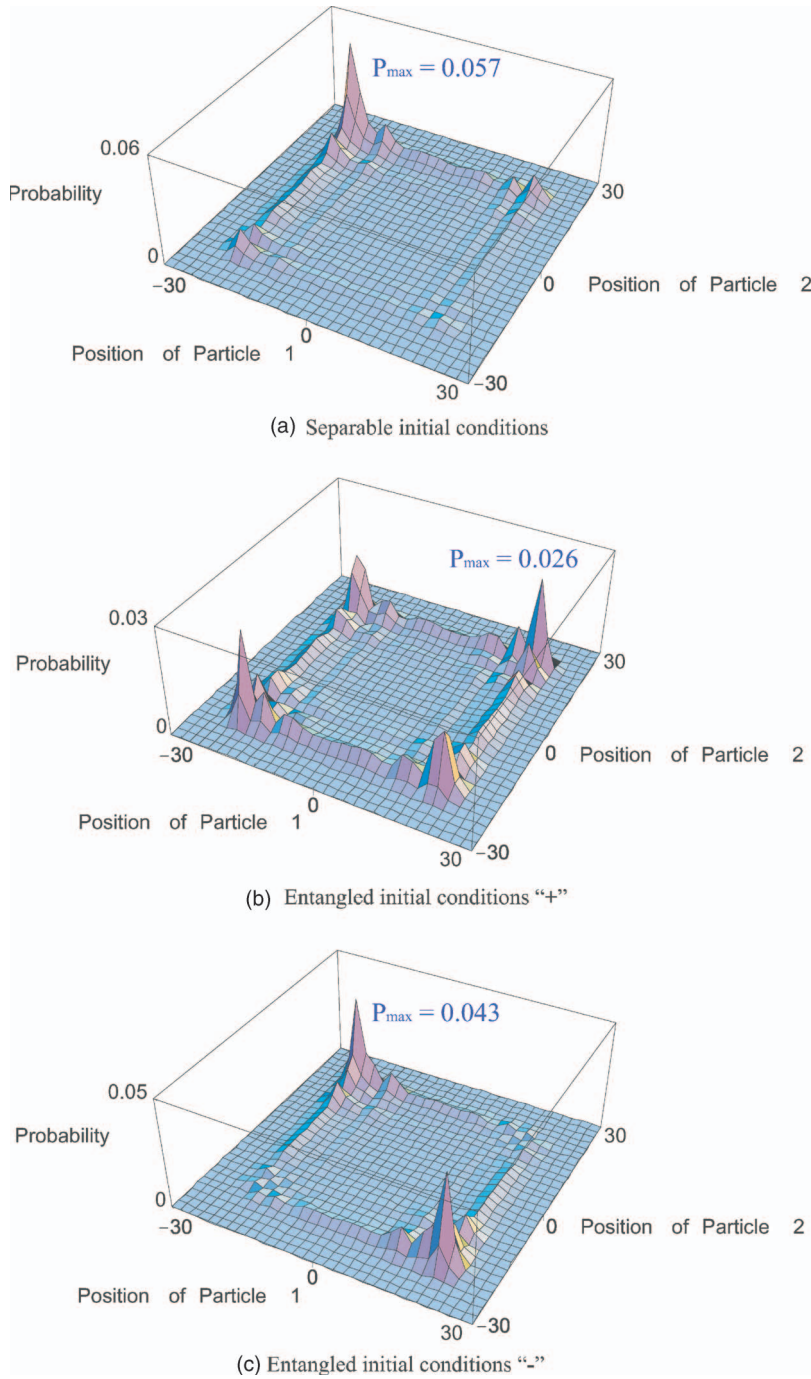 P_max = 0.057
0.06
Probability
0
-30
30
0 Position of Particle 2
0
Position of Particle 1
30
-30
(a) Separable initial conditions
P_max = 0.026
0.03
Probability
0
-30
30
0 Position of Particle 2
0
Position of Particle 1
30
-30
(b) Entangled initial conditions “+”
P_max = 0.043
0.05
Probability
0
-30
30
0 Position of Particle 2
0
Position of Particle 1
30
-30
(c) Entangled initial conditions “-”